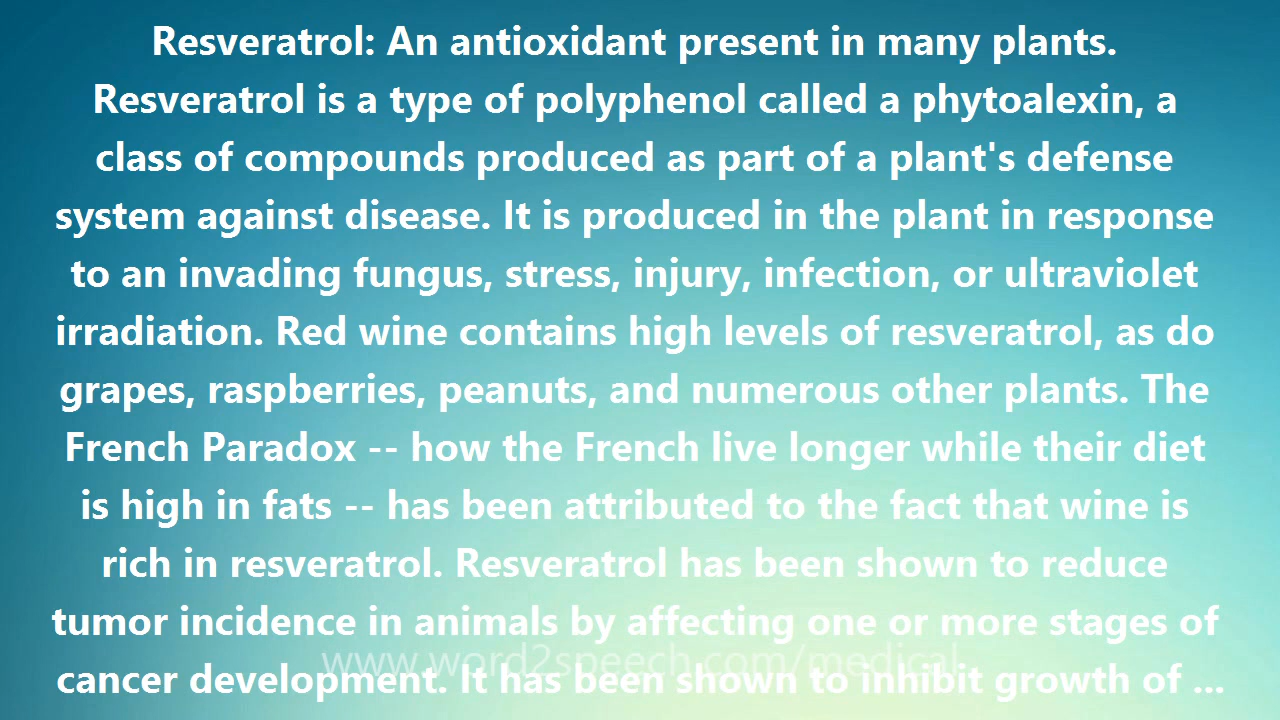 Resveratrol: An antioxidant present in many plants.
Resveratrol is a type of polyphenol called a phytoalexin, a
class of compounds produced as part of a plant's defense
system against disease. It is produced in the plant in response
to an invading fungus, stress, injury, infection, or ultraviolet
irradiation. Red wine contains high levels of resveratrol, as do
grapes, raspberries, peanuts, and numerous other plants. The
French Paradox -- how the French live longer while their diet
is high in fats -- has been attributed to the fact that wine is
rich in resveratrol. Resveratrol has been shown to reduce
tumor incidence in animals by affecting one or more stages of
www.word2speech.com/medical
cancer development. It has been shown to inhibit growth of ...